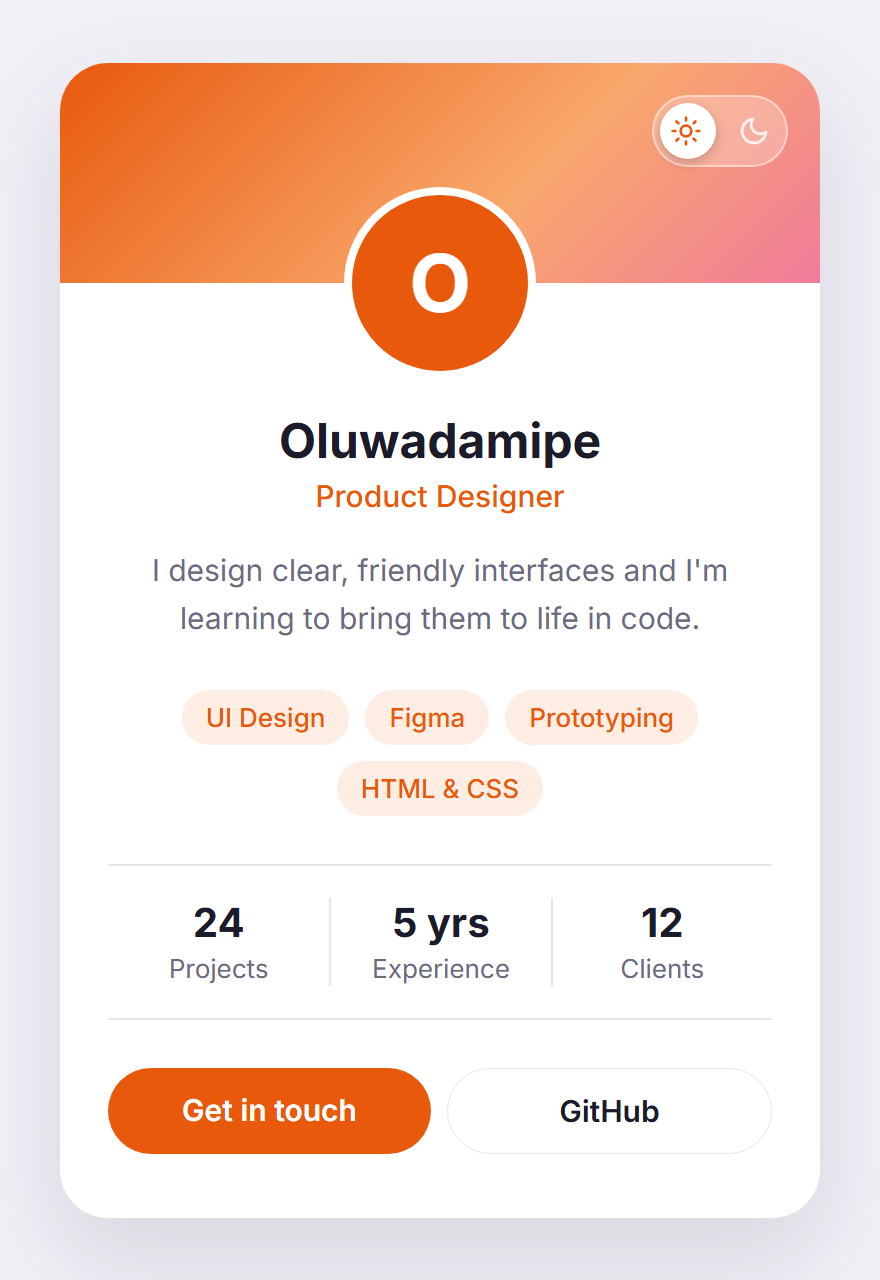 O
Oluwadamipe
Product Designer
I design clear, friendly interfaces and I'm
learning to bring them to life in code.
UI Design Figma Prototyping
HTML & CSS
24 5 yrs 12
Projects Experience Clients
Get in touch GitHub